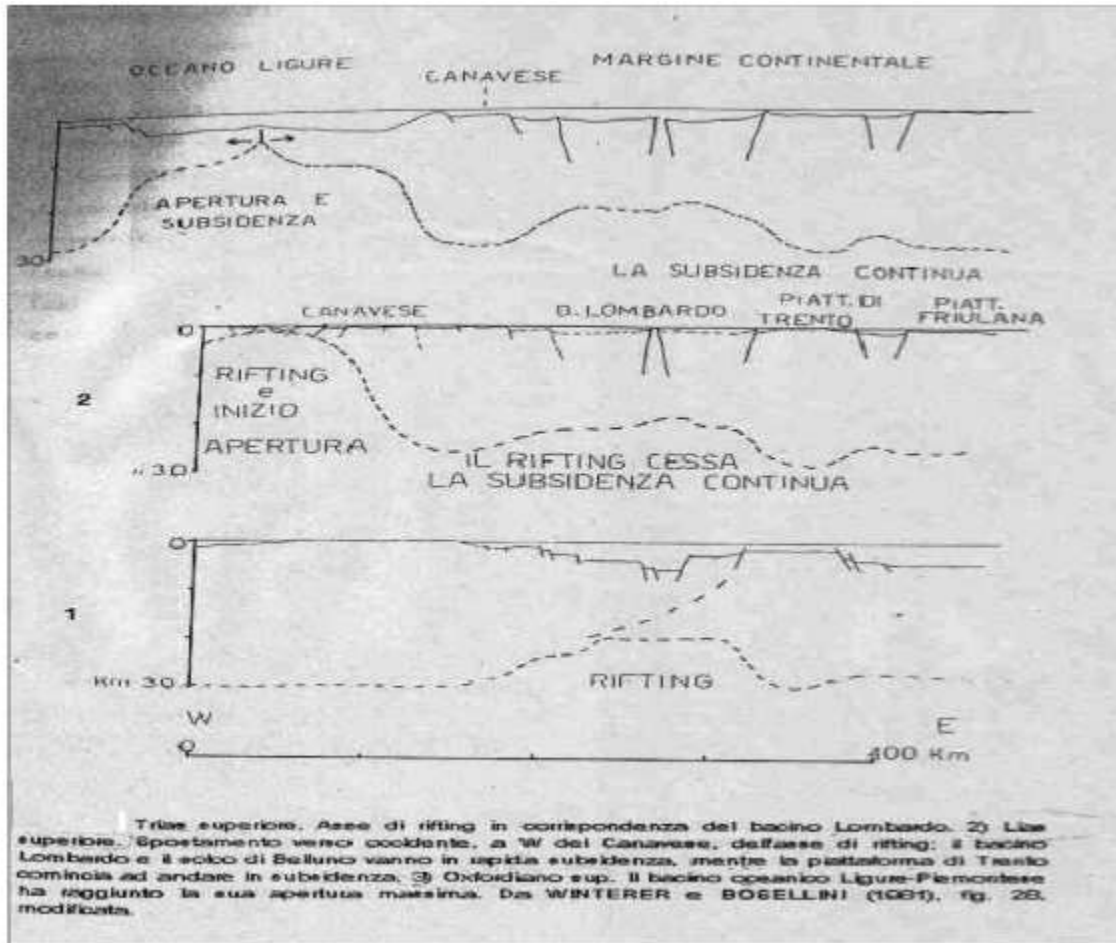 OCEANO LIGURE
CANAVESE
MARGINE CONTINENTALE
APERTURA E
SUBSIDENZA
30
LA SUBSIDENZA CONTINUA
0
CANAVESE
B. LOMBARDO
PIATT. DI
TRENTO
PIATT.
FRIULANA
2
RIFTING
e
INIZIO
APERTURA
30
IL RIFTING CESSA
LA SUBSIDENZA CONTINUA
0
1
Km 30
RIFTING
W
E
0
400 Km
Trias superiore. Asse di rifting in corrispondenza del bacino Lombardo. 2) Lias
superiore. Spostamento verso occidente, a W del Canavese, dell'asse di rifting: il bacino
Lombardo e il solco di Belluno vanno in rapida subsidenza, mentre la piattaforma di Trento
comincia ad andare in subsidenza. 3) Oxfordiano sup. Il bacino oceanico Ligure-Piemontese
ha raggiunto la sua apertura massima. Da WINTERER e BOSELLINI (1981), fig. 28,
modificata.